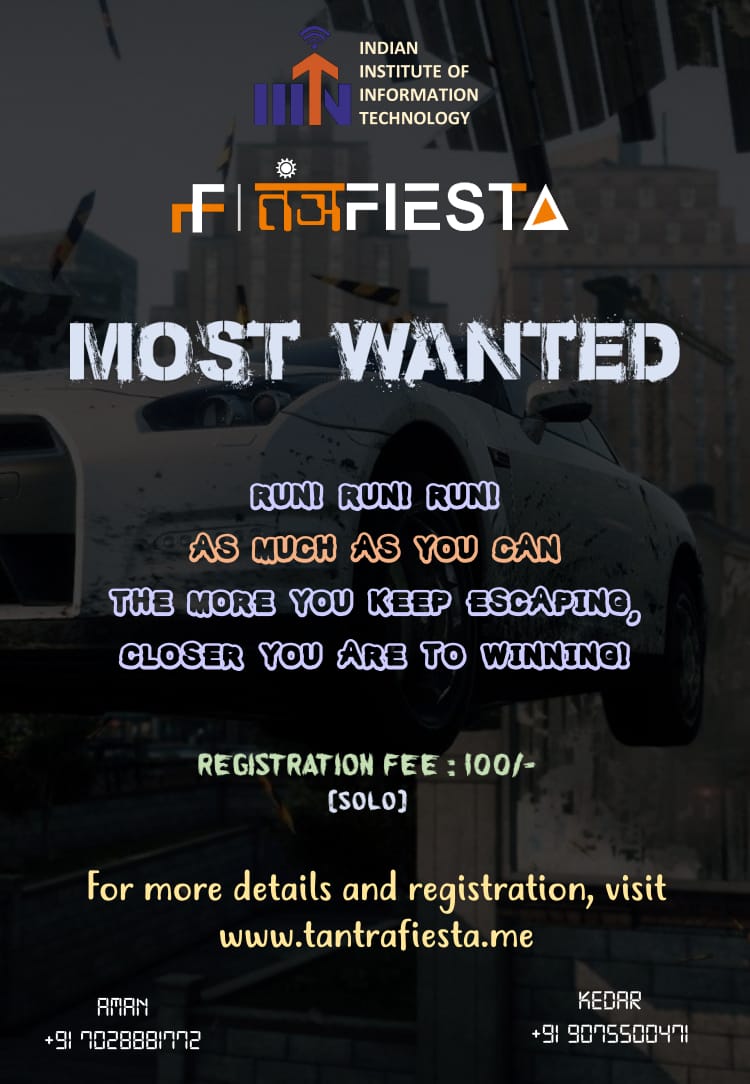 INDIAN
INSTITUTE OF
INFORMATION
TECHNOLOGY
IIITN
FF | तंत्रFIESTA
MOST WANTED
RUN! RUN! RUN!
AS MUCH AS YOU CAN
THE MORE YOU KEEP ESCAPING,
CLOSER YOU ARE TO WINNING!
REGISTRATION FEE : 100/-
[SOLO]
For more details and registration, visit
www.tantrafiesta.me
AMAN
+91 7028881772
KEDAR
+91 9075500471